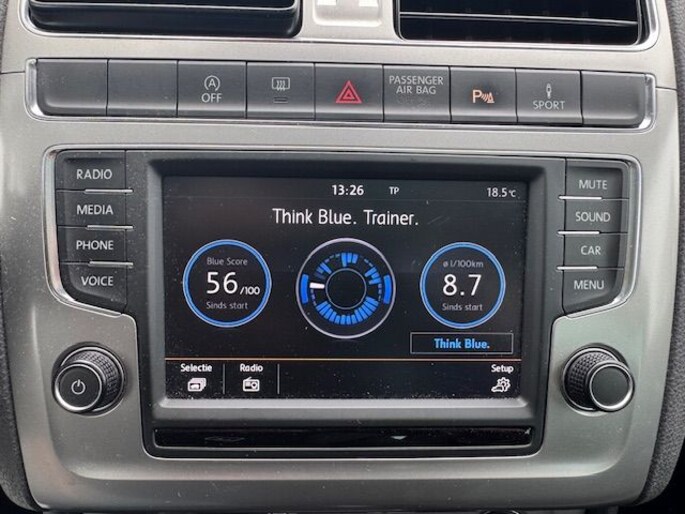 OFF
PASSENGER
AIR BAG
P
SPORT
RADIO
MEDIA
PHONE
VOICE
MUTE
SOUND
CAR
MENU
13:26 TP 18.5°C
Think Blue. Trainer.
Blue Score
56/100
Sinds start
ø l/100km
8.7
Sinds start
Think Blue.
Selectie
Radio
Setup